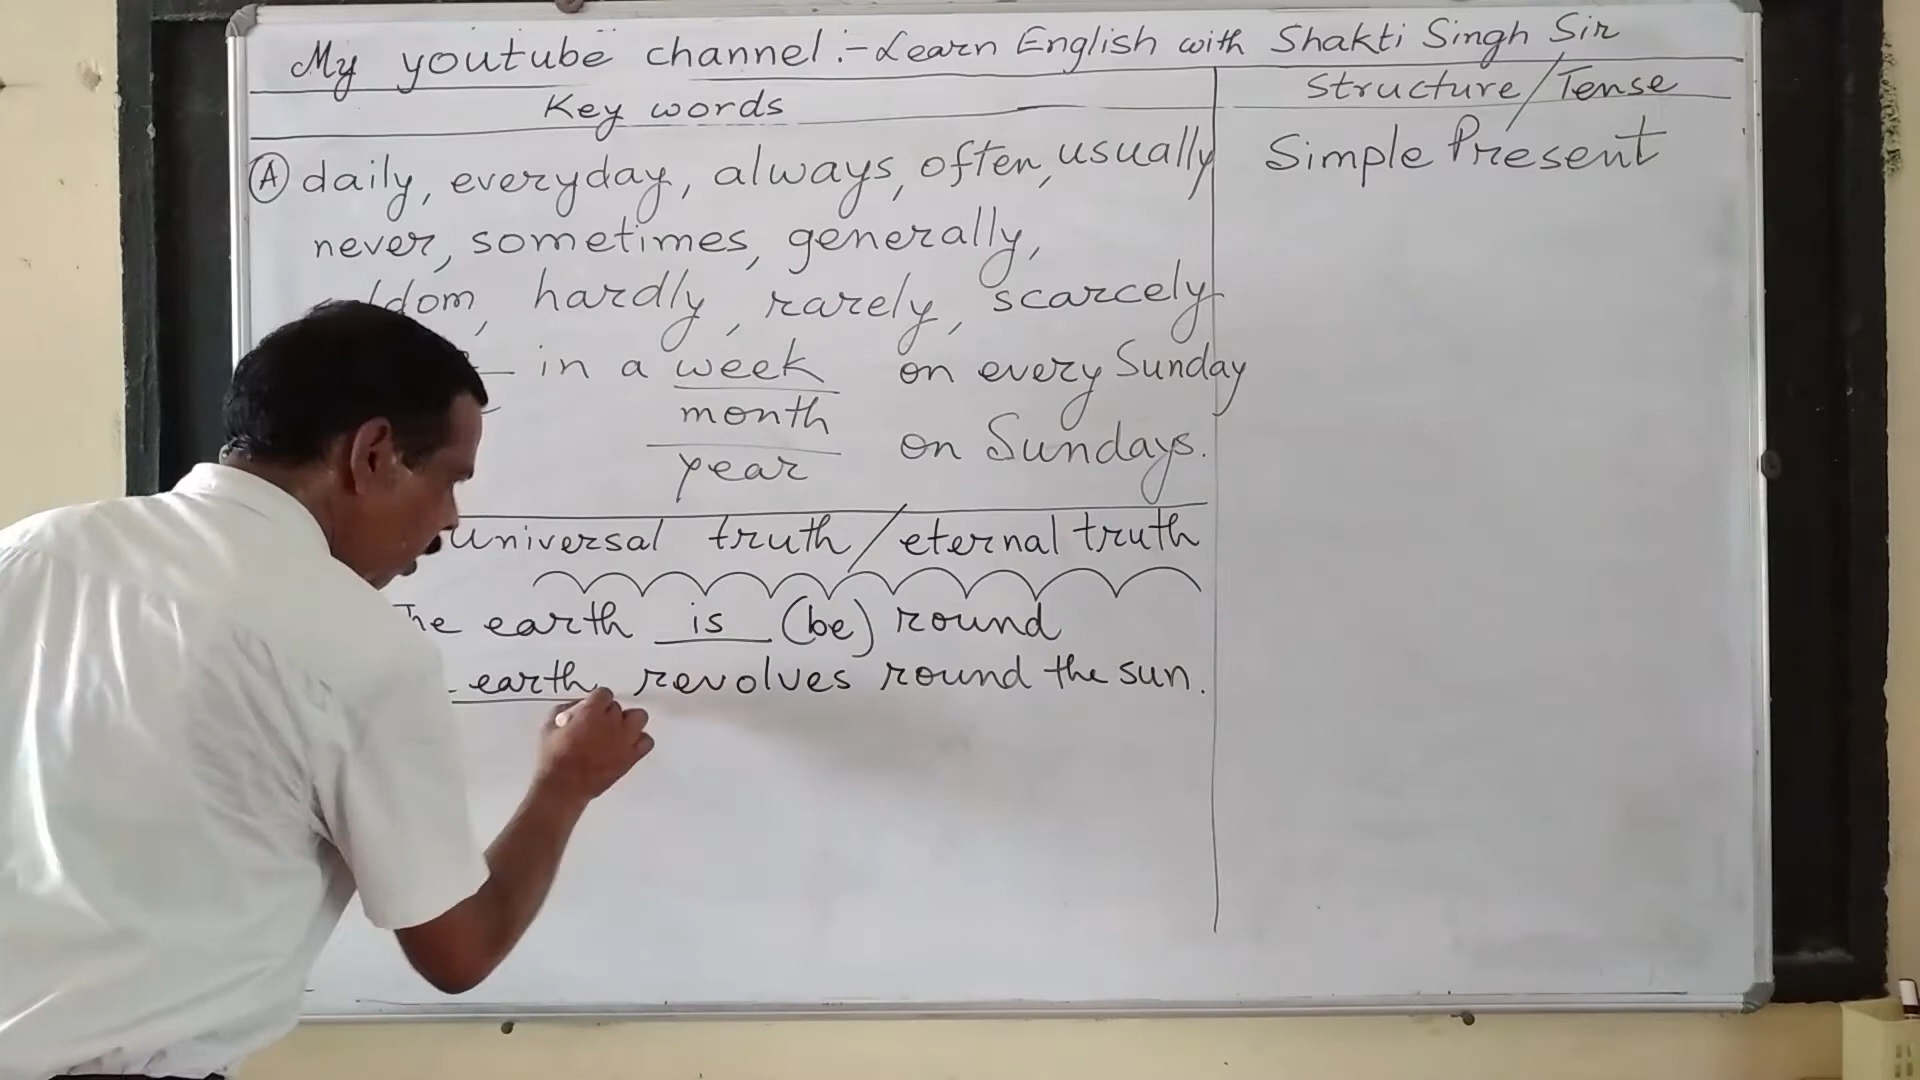 My youtube channel :- Learn English with Shakti Singh Sir
Key words
Structure/Tense
(A) daily, everyday, always, often, usually
never, sometimes, generally,
hardly, rarely, scarcely
in a week
month
year
on every Sunday
on Sundays.
Simple Present
universal truth / eternal truth
earth is (be) round
earth revolves round the sun.